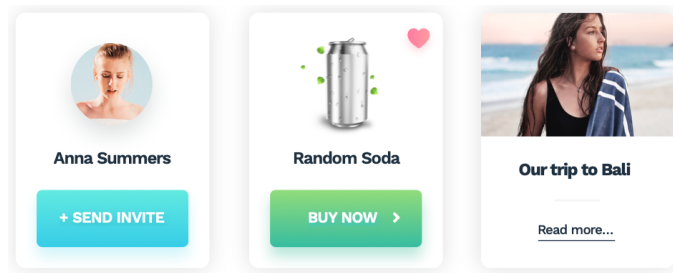 Anna Summers
+ SEND INVITE
Random Soda
BUY NOW
Our trip to Bali
Read more...